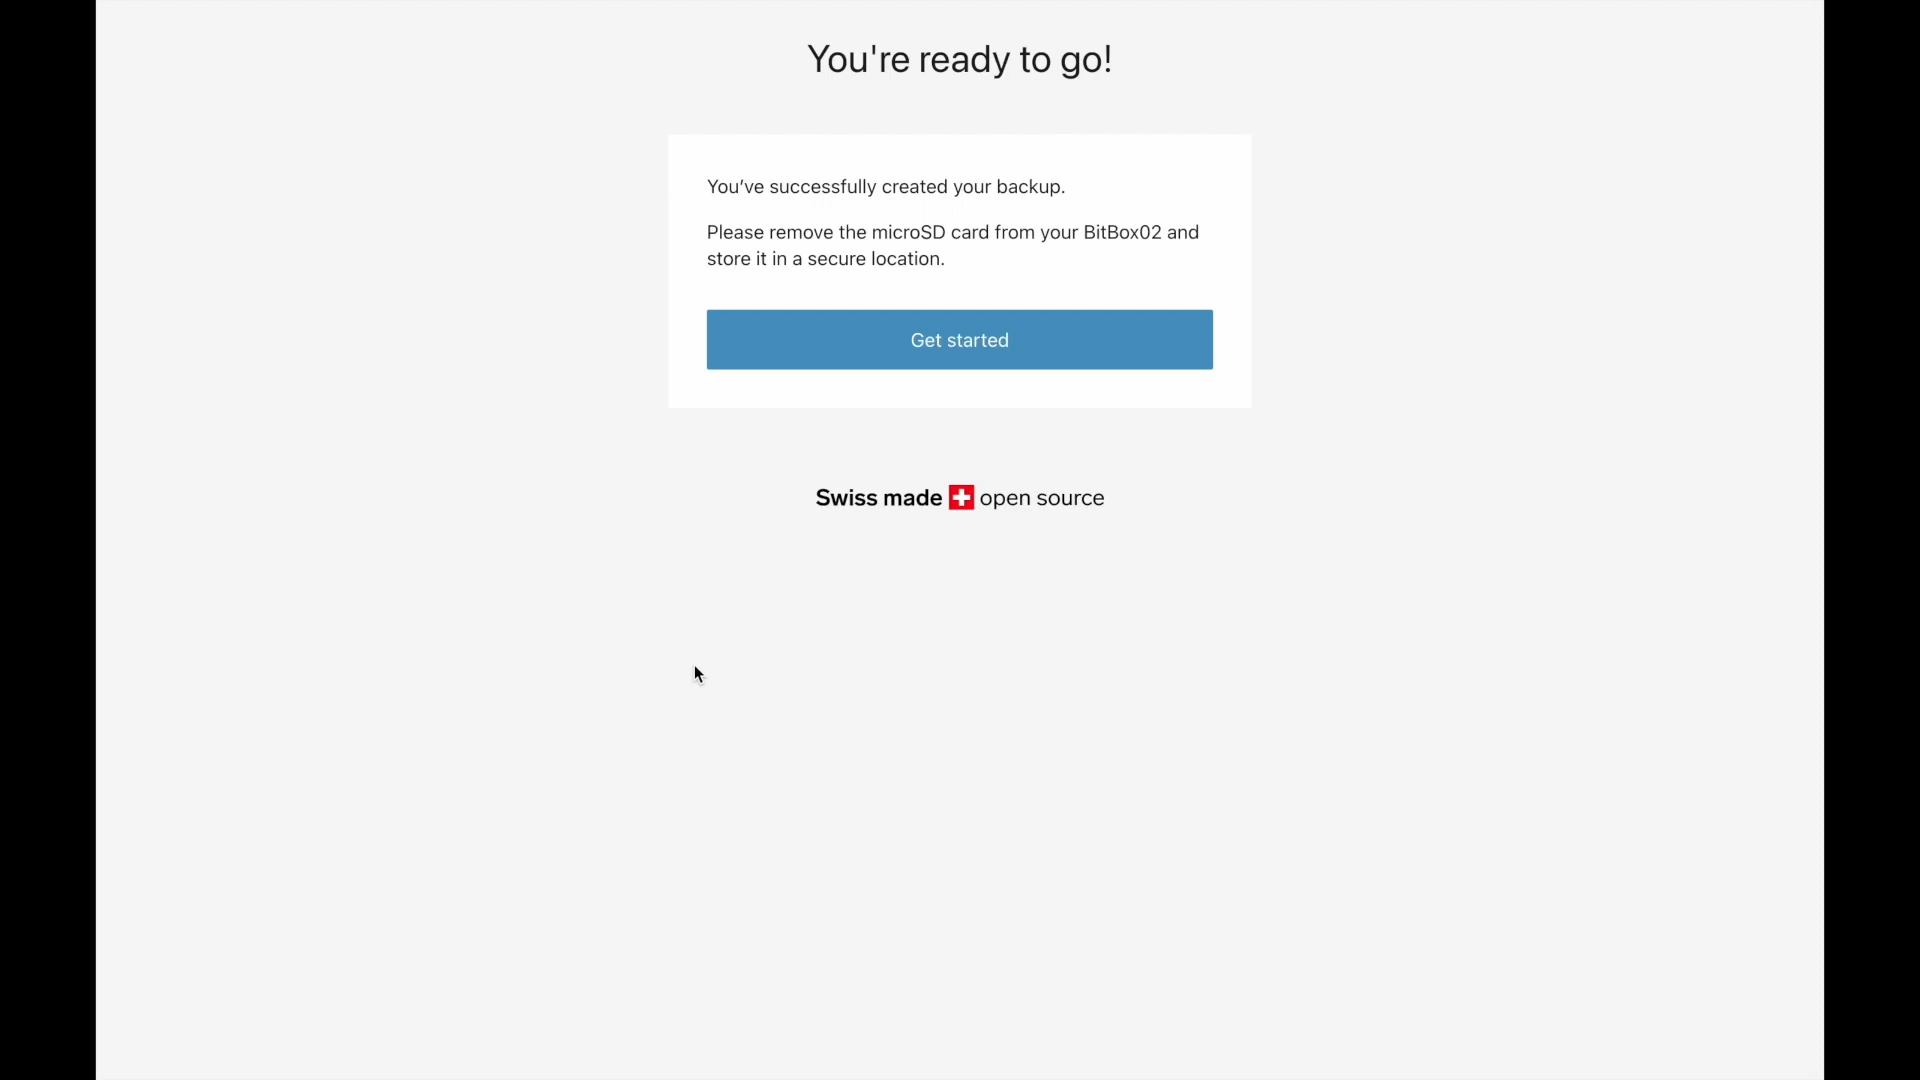 You're ready to go!
You’ve successfully created your backup.
Please remove the microSD card from your BitBox02 and
store it in a secure location.
Get started
Swiss made open source